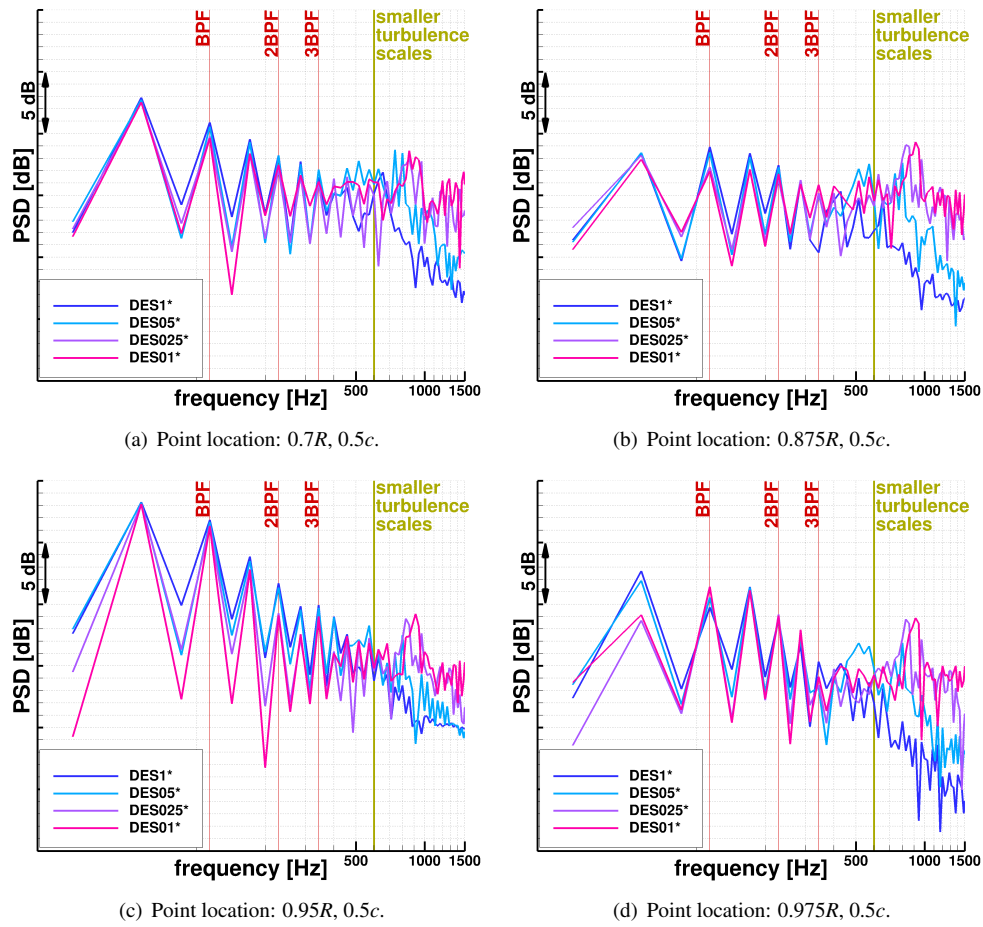 BPF
2BPF
3BPF
smaller
turbulence
scales
5 dB
PSD [dB]
DES1*
DES05*
DES025*
DES01*
500
1000
1500
frequency [Hz]
(a) Point location: 0.7R, 0.5c.
BPF
2BPF
3BPF
smaller
turbulence
scales
5 dB
PSD [dB]
DES1*
DES05*
DES025*
DES01*
500
1000
1500
frequency [Hz]
(b) Point location: 0.875R, 0.5c.
BPF
2BPF
3BPF
smaller
turbulence
scales
5 dB
PSD [dB]
DES1*
DES05*
DES025*
DES01*
500
1000
1500
frequency [Hz]
(c) Point location: 0.95R, 0.5c.
BPF
2BPF
3BPF
smaller
turbulence
scales
5 dB
PSD [dB]
DES1*
DES05*
DES025*
DES01*
500
1000
1500
frequency [Hz]
(d) Point location: 0.975R, 0.5c.